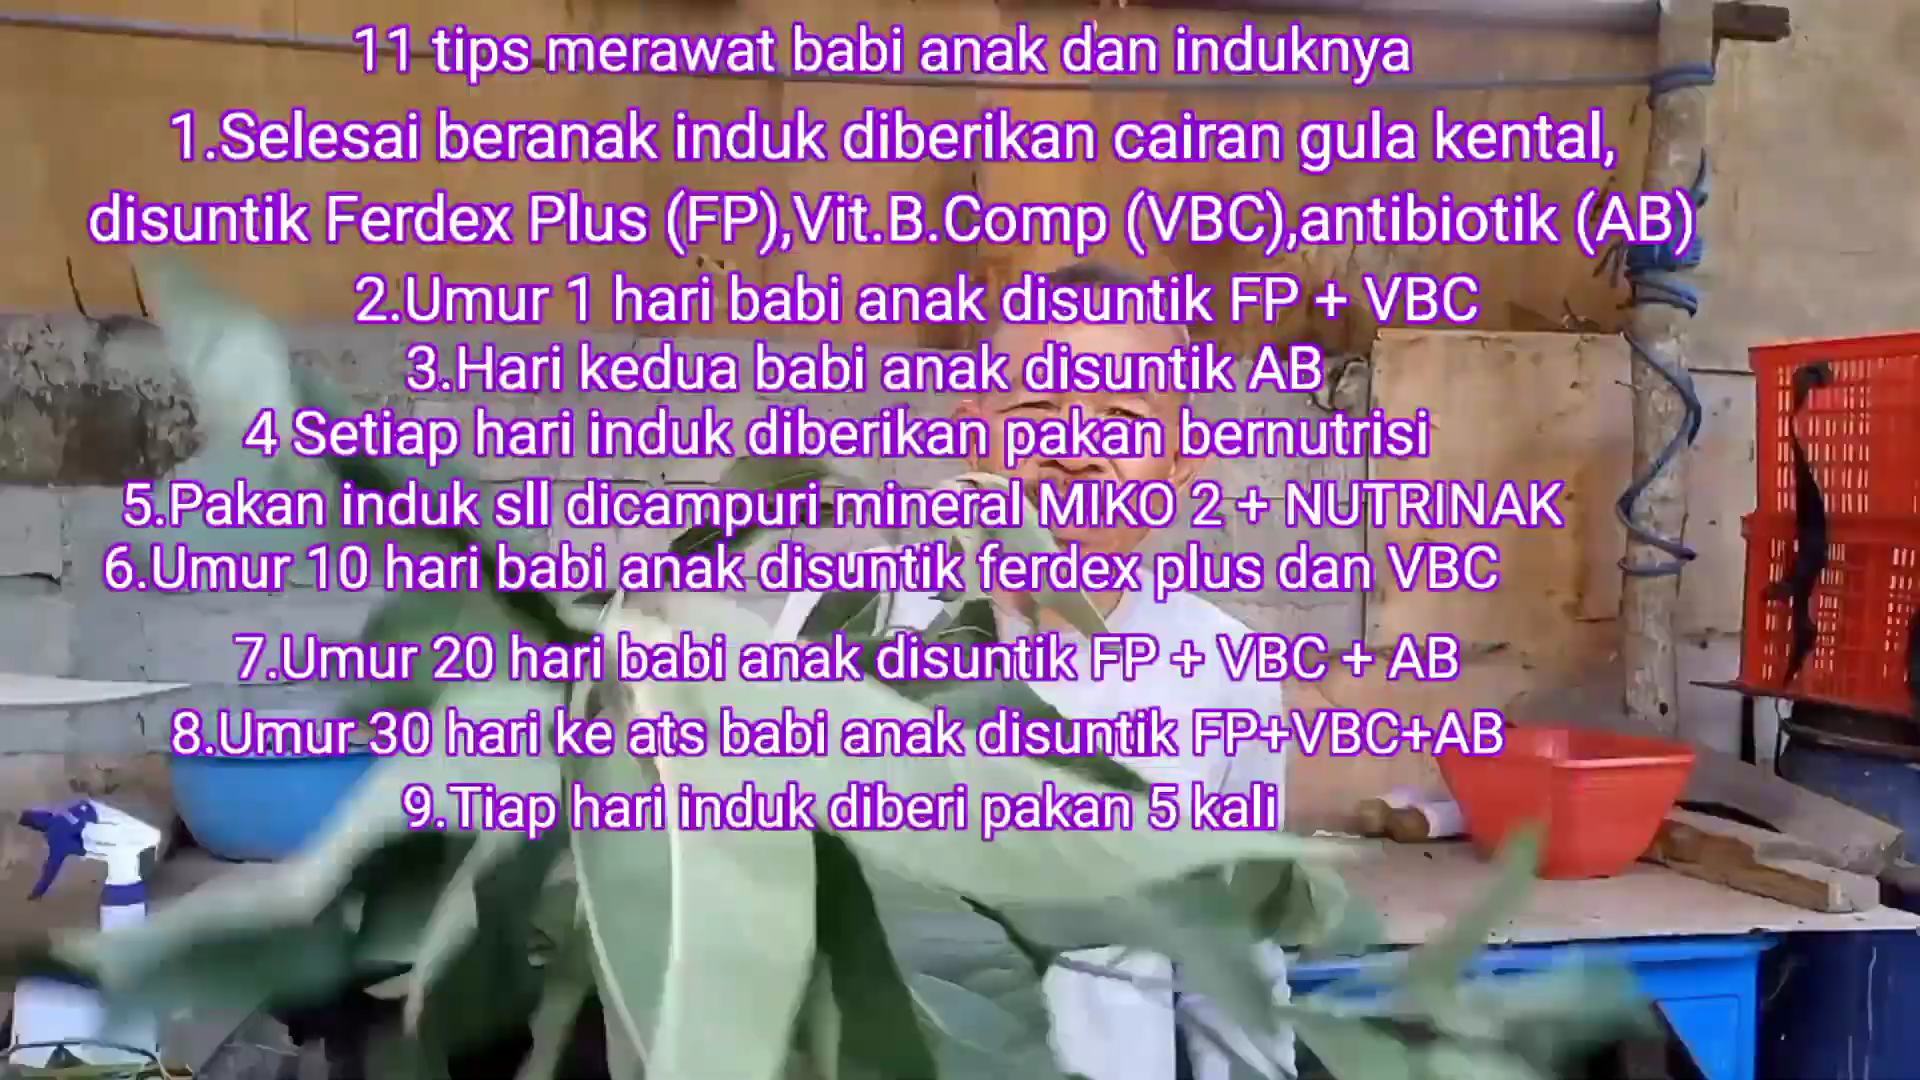 11 tips merawat babi anak dan induknya
1.Selesai beranak induk diberikan cairan gula kental,
disuntik Ferdex Plus (FP),Vit.B.Comp (VBC),antibiotik (AB)
2.Umur 1 hari babi anak disuntik FP + VBC
3.Hari kedua babi anak disuntik AB
4 Setiap hari induk diberikan pakan bernutrisi
5.Pakan induk sll dicampuri mineral MIKO 2 + NUTRINAK
6.Umur 10 hari babi anak disuntik ferdex plus dan VBC
7.Umur 20 hari babi anak disuntik FP + VBC + AB
8.Umur 30 hari ke ats babi anak disuntik FP+VBC+AB
9.Tiap hari induk diberi pakan 5 kali